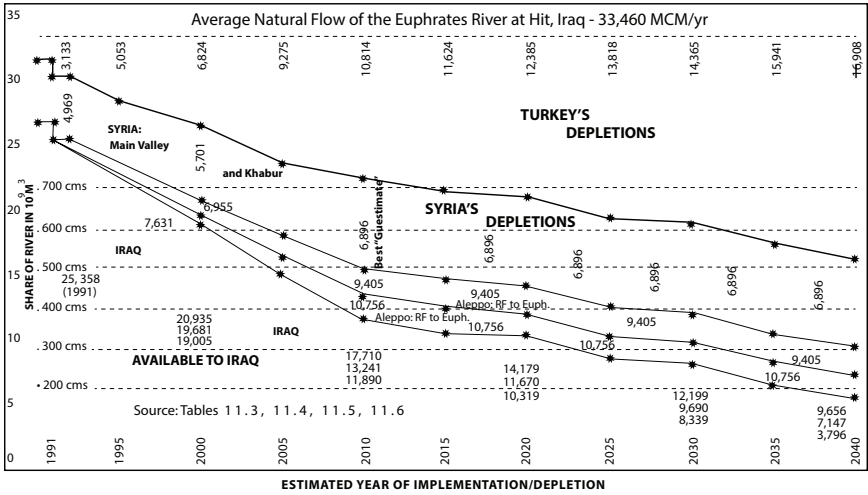 Average Natural Flow of the Euphrates River at Hit, Iraq - 33,460 MCM/yr
35
3,133
5,053
6,824
9,275
10,814
11,624
12,385
13,818
14,365
15,941
16,908
30
4,969
TURKEY'S
DEPLETIONS
SYRIA:
Main Valley
25
5,701
and Khabur
.700 cms
Best "Guestimate"
SHARE OF RIVER IN 10⁹ M³
20
6,955
SYRIA'S
DEPLETIONS
7,631
.600 cms
6,896
6,896
6,896
6,896
6,896
6,896
IRAQ
.500 cms
15
25,358
(1991)
9,405
9,405
10,756
Aleppo: RF to Euph.
.400 cms
Aleppo: RF to Euph.
9,405
20,935
19,681
19,005
IRAQ
10,756
10
10,756
.300 cms
AVAILABLE TO IRAQ
17,710
13,241
11,890
14,179
11,670
10,319
9,405
10,756
. 200 cms
5
Source: Tables 11.3, 11.4, 11.5, 11.6
12,199
9,690
8,339
9,656
7,147
3,796
0
1991
1995
2000
2005
2010
2015
2020
2025
2030
2035
2040
ESTIMATED YEAR OF IMPLEMENTATION/DEPLETION